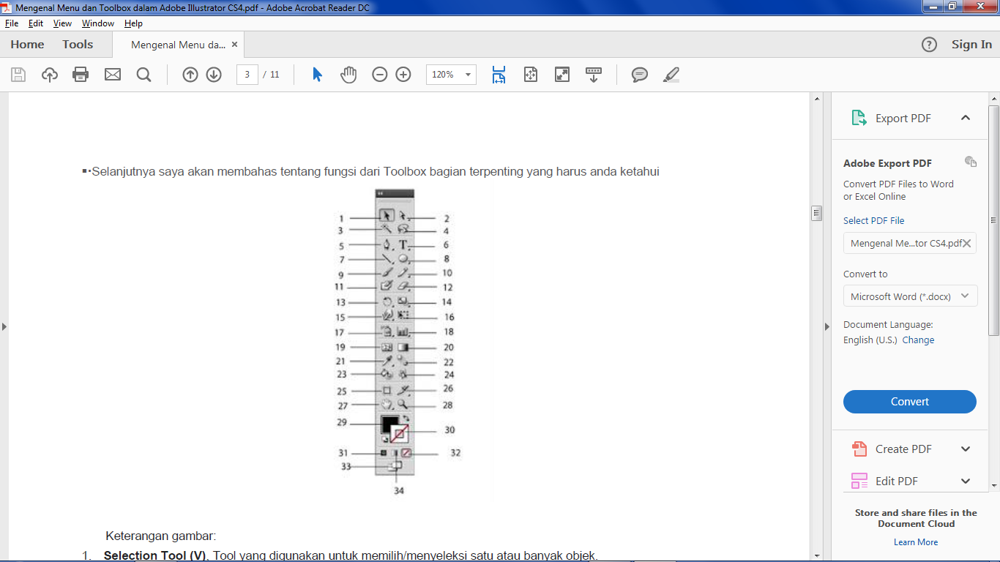 Mengenal Menu dan Toolbox dalam Adobe Illustrator CS4.pdf - Adobe Acrobat Reader DC
File Edit View Window Help
Home Tools Mengenal Menu da... × ? Sign In
3 / 11 120%
▪·Selanjutnya saya akan membahas tentang fungsi dari Toolbox bagian terpenting yang harus anda ketahui
1 2
3 4
5 T 6
7 8
9 10
11 12
13 14
15 16
17 18
19 20
21 22
23 24
25 26
27 28
29 30
31 32
33
34
Keterangan gambar:
1. Selection Tool (V), Tool yang digunakan untuk memilih/menyeleksi satu atau banyak objek.
Export PDF
Adobe Export PDF
Convert PDF Files to Word
or Excel Online
Select PDF File
Mengenal Me...tor CS4.pdf
Convert to
Microsoft Word (*.docx)
Document Language:
English (U.S.) Change
Convert
Create PDF
Edit PDF
Store and share files in the
Document Cloud
Learn More